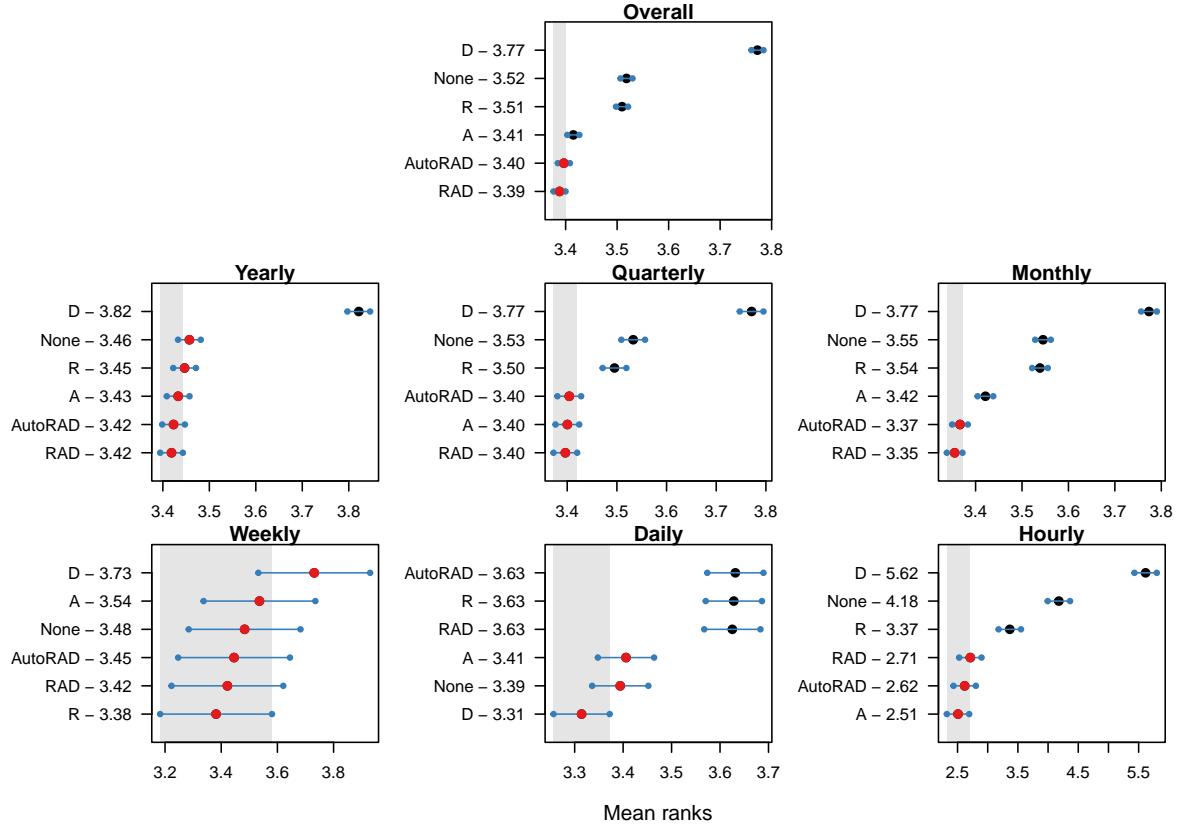 Overall
D – 3.77
None – 3.52
R – 3.51
A – 3.41
AutoRAD – 3.40
RAD – 3.39
3.4 3.5 3.6 3.7 3.8
Yearly
D – 3.82
None – 3.46
R – 3.45
A – 3.43
AutoRAD – 3.42
RAD – 3.42
3.4 3.5 3.6 3.7 3.8
Quarterly
D – 3.77
None – 3.53
R – 3.50
AutoRAD – 3.40
A – 3.40
RAD – 3.40
3.4 3.5 3.6 3.7 3.8
Monthly
D – 3.77
None – 3.55
R – 3.54
A – 3.42
AutoRAD – 3.37
RAD – 3.35
3.4 3.5 3.6 3.7 3.8
Weekly
D – 3.73
A – 3.54
None – 3.48
AutoRAD – 3.45
RAD – 3.42
R – 3.38
3.2 3.4 3.6 3.8
Daily
AutoRAD – 3.63
R – 3.63
RAD – 3.63
A – 3.41
None – 3.39
D – 3.31
3.3 3.4 3.5 3.6 3.7
Hourly
D – 5.62
None – 4.18
R – 3.37
RAD – 2.71
AutoRAD – 2.62
A – 2.51
2.5 3.5 4.5 5.5
Mean ranks